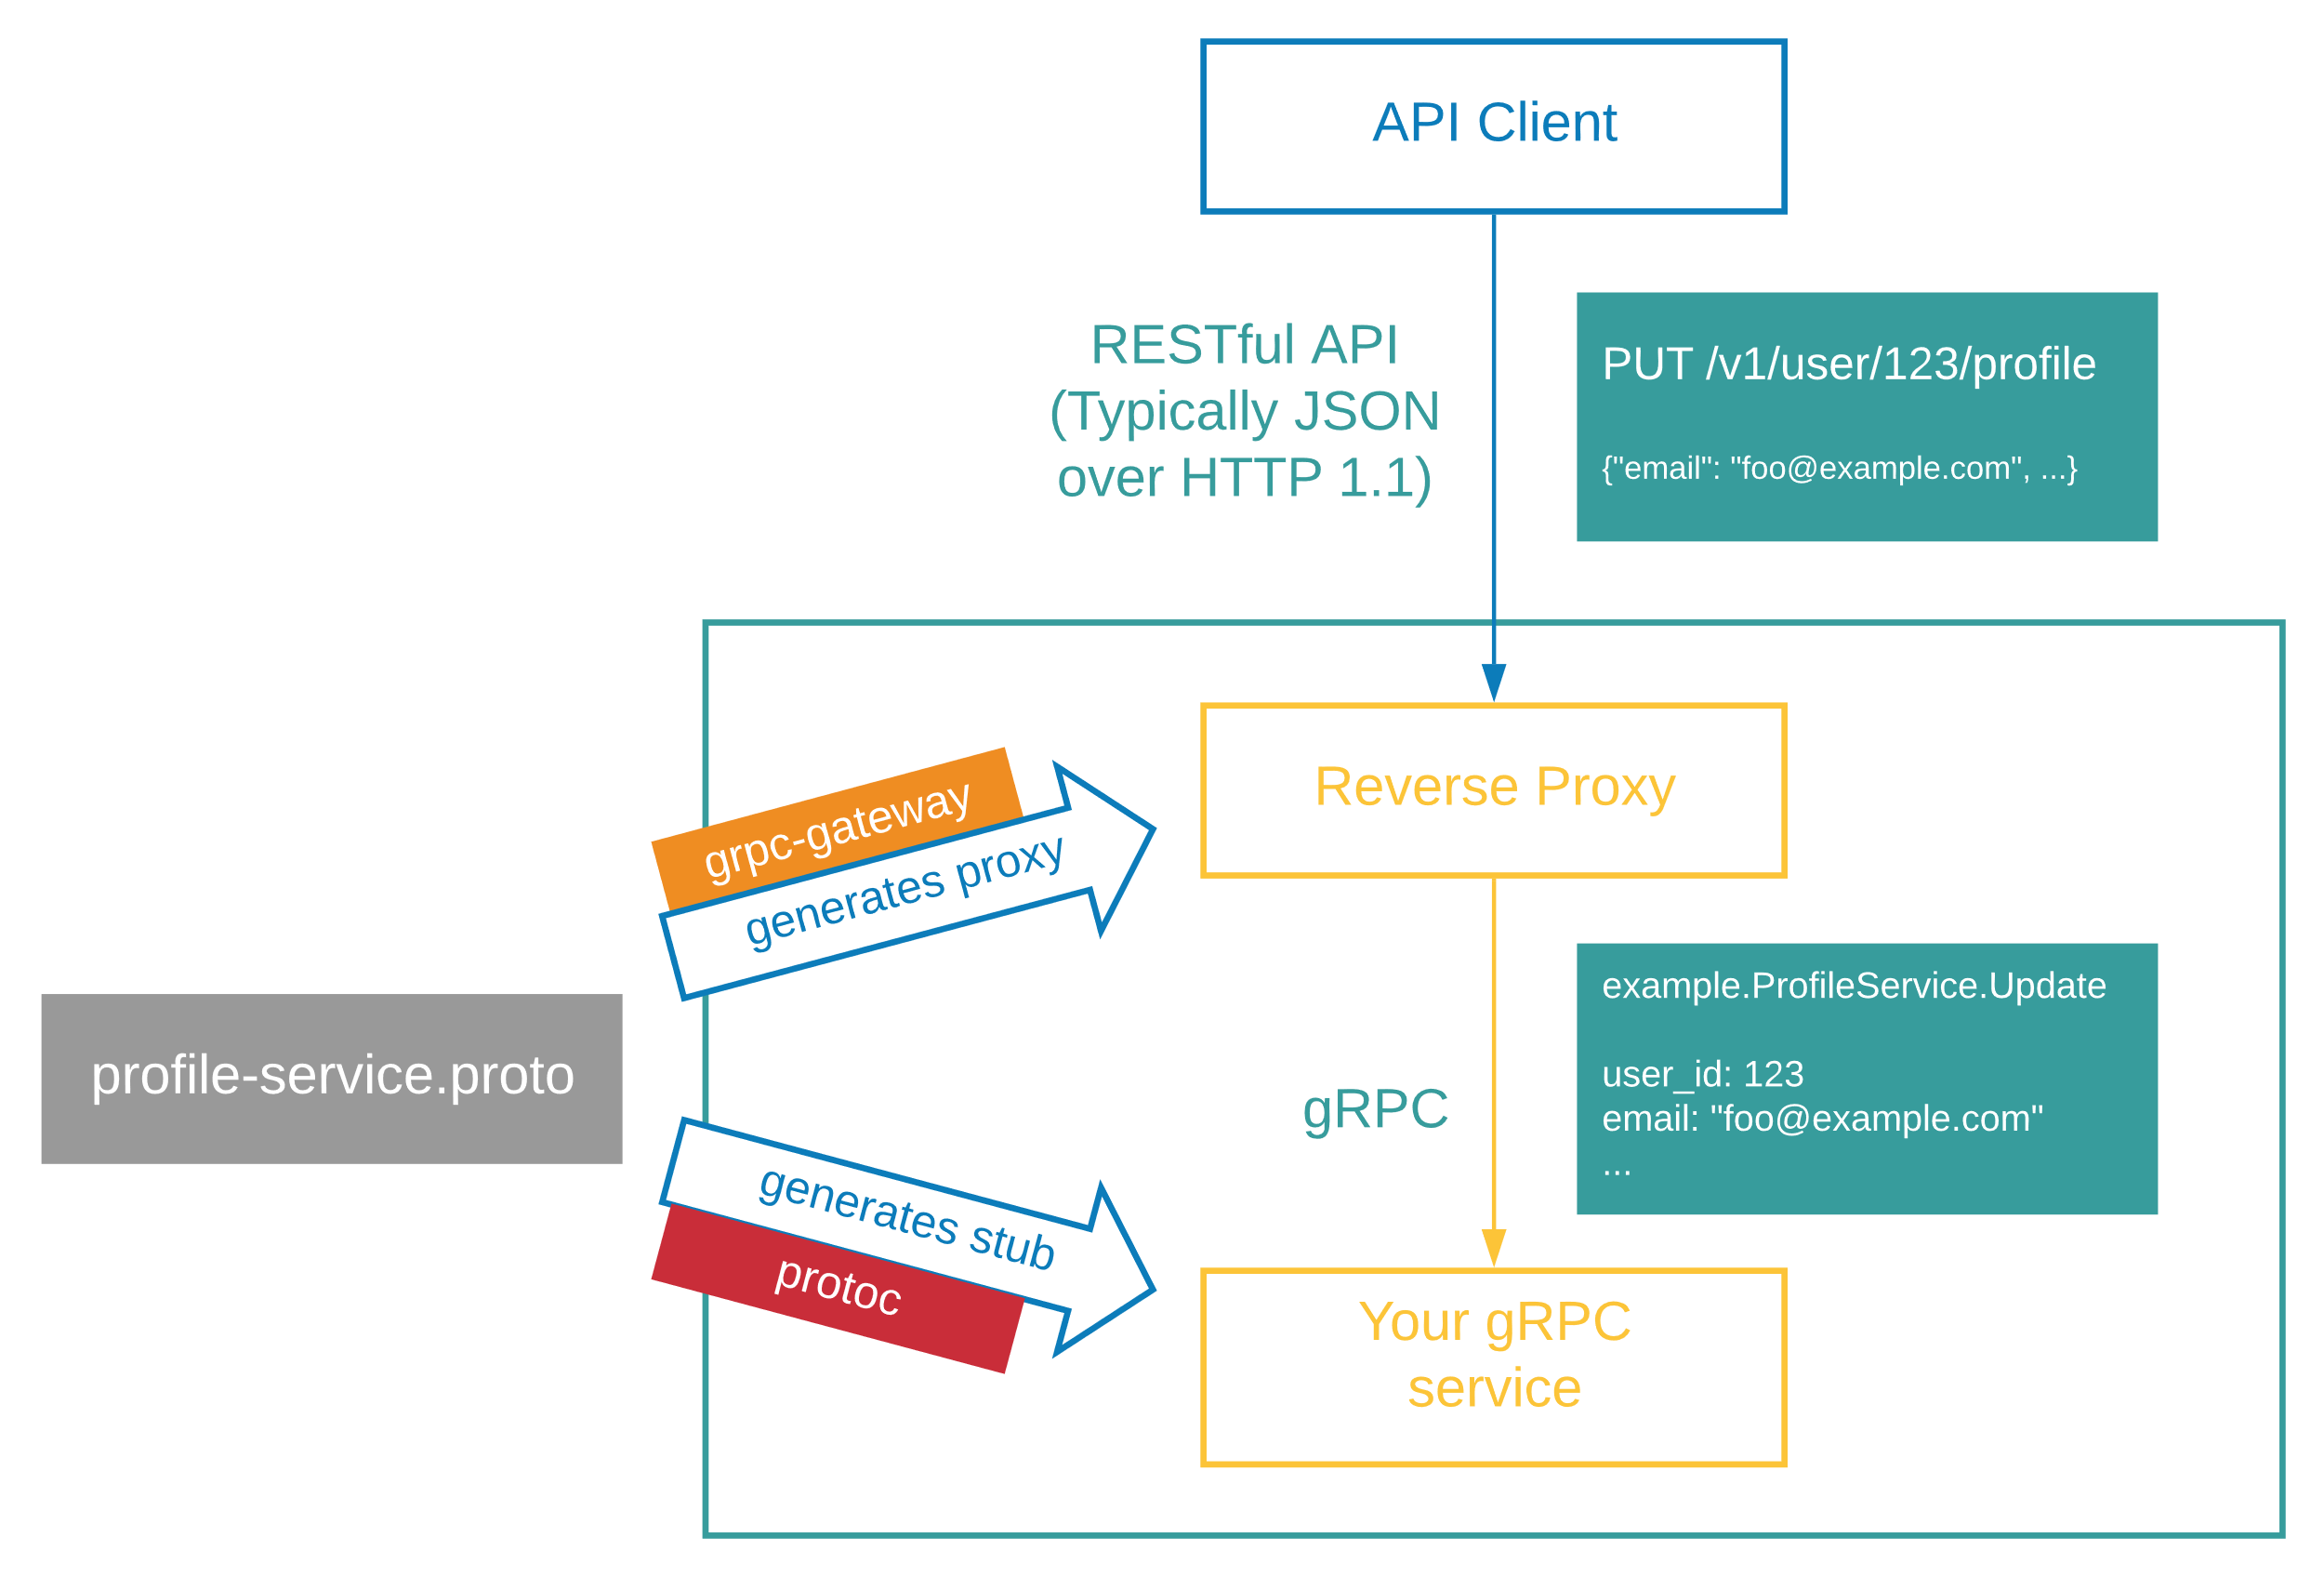 API Client
RESTful API
(Typically JSON
over HTTP 1.1)
PUT /v1/user/123/profile
{"email": "foo@example.com", ...}
Reverse Proxy
grpc-gateway
generates proxy
profile-service.proto
example.ProfileService.Update
user_id: 123
email: "foo@example.com"
...
gRPC
generates stub
protoc
Your gRPC
service